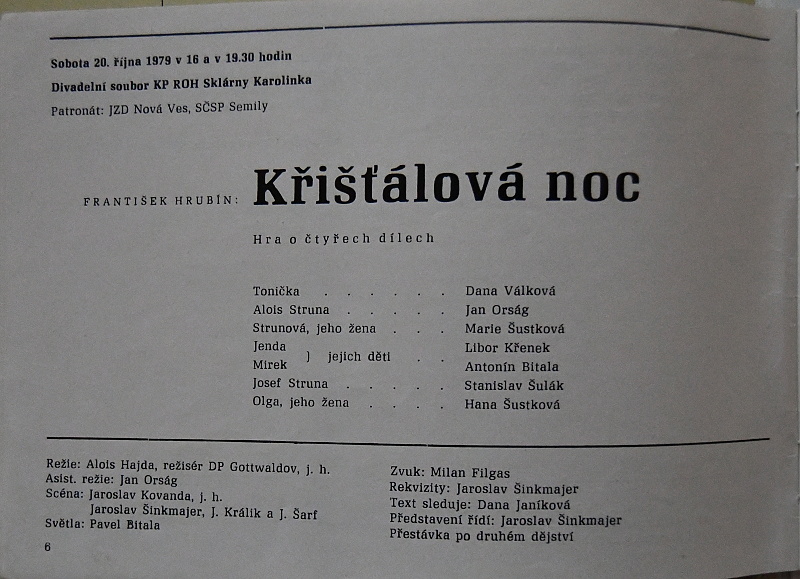 Sobota 20. října 1979 v 16 a v 19.30 hodin
Divadelní soubor KP ROH Sklárny Karolinka
Patronát: JZD Nová Ves, SČSP Semily
FRANTIŠEK HRUBÍN: Křišťálová noc
Hra o čtyřech dílech
Tonička . . . . . . Dana Válková
Alois Struna . . . . . Jan Orság
Strunová, jeho žena . . . Marie Šustková
Jenda Libor Křenek
) jejich děti . .
Mirek Antonín Bitala
Josef Struna . . . . . Stanislav Šulák
Olga, jeho žena . . . . Hana Šustková
Režie: Alois Hajda, režisér DP Gottwaldov, j. h.
Asist. režie: Jan Orság
Scéna: Jaroslav Kovanda, j. h.
Jaroslav Šinkmajer, J. Králik a J. Šarf
Světla: Pavel Bitala
Zvuk: Milan Filgas
Rekvizity: Jaroslav Šinkmajer
Text sleduje: Dana Janíková
Představení řídí: Jaroslav Šinkmajer
Přestávka po druhém dějství
6